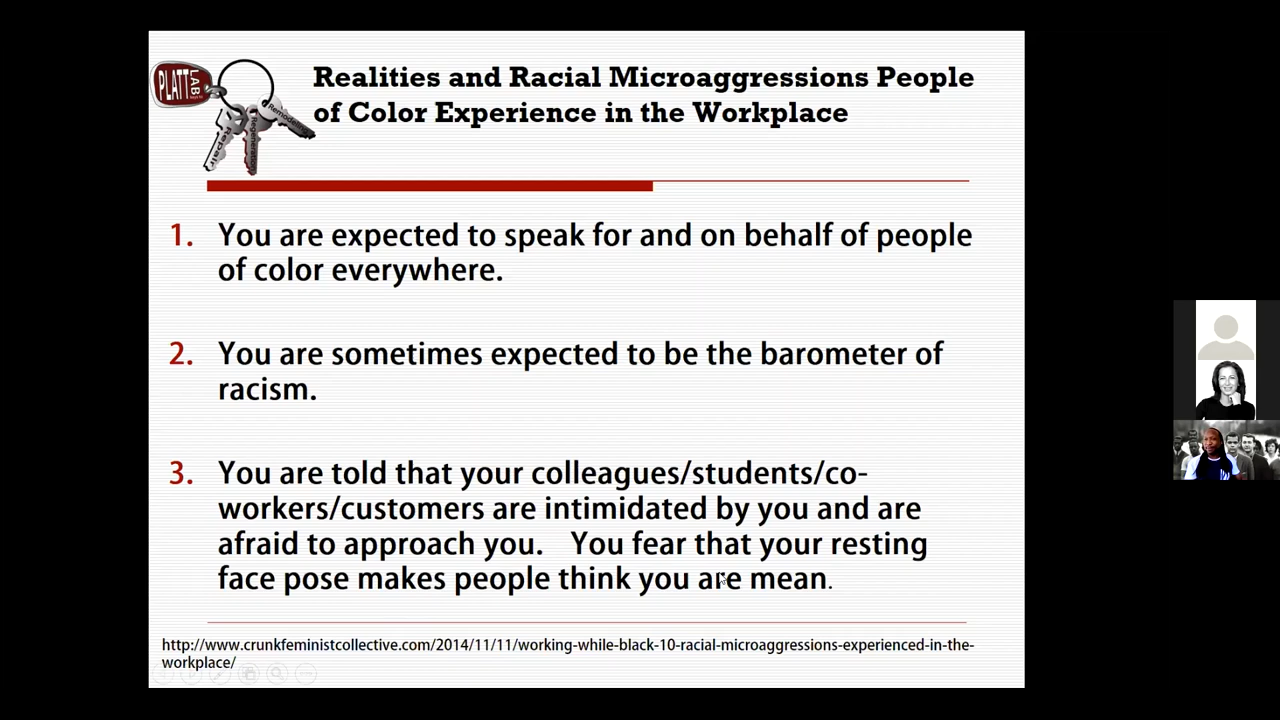 PLATT
LAB
Repair
Regeneration
Remodeling
Realities and Racial Microaggressions People
of Color Experience in the Workplace
1. You are expected to speak for and on behalf of people
of color everywhere.
2. You are sometimes expected to be the barometer of
racism.
3. You are told that your colleagues/students/co-
workers/customers are intimidated by you and are
afraid to approach you. You fear that your resting
face pose makes people think you are mean.
http://www.crunkfeministcollective.com/2014/11/11/working-while-black-10-racial-microaggressions-experienced-in-the-
workplace/